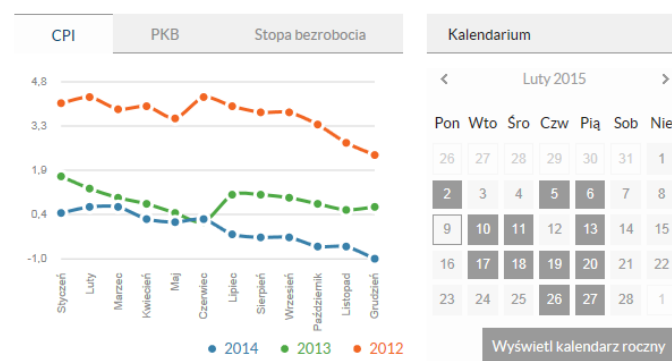 CPI PKB Stopa bezrobocia
4,8
3,3
1,9
0,4
-1,0
Styczeń
Luty
Marzec
Kwiecień
Maj
Czerwiec
Lipiec
Sierpień
Wrzesień
Październik
Listopad
Grudzień
2014 2013 2012
Kalendarium
< Luty 2015 >
Pon Wto Śro Czw Pią Sob Nie
26 27 28 29 30 31 1
2 3 4 5 6 7 8
9 10 11 12 13 14 15
16 17 18 19 20 21 22
23 24 25 26 27 28 1
Wyświetl kalendarz roczny